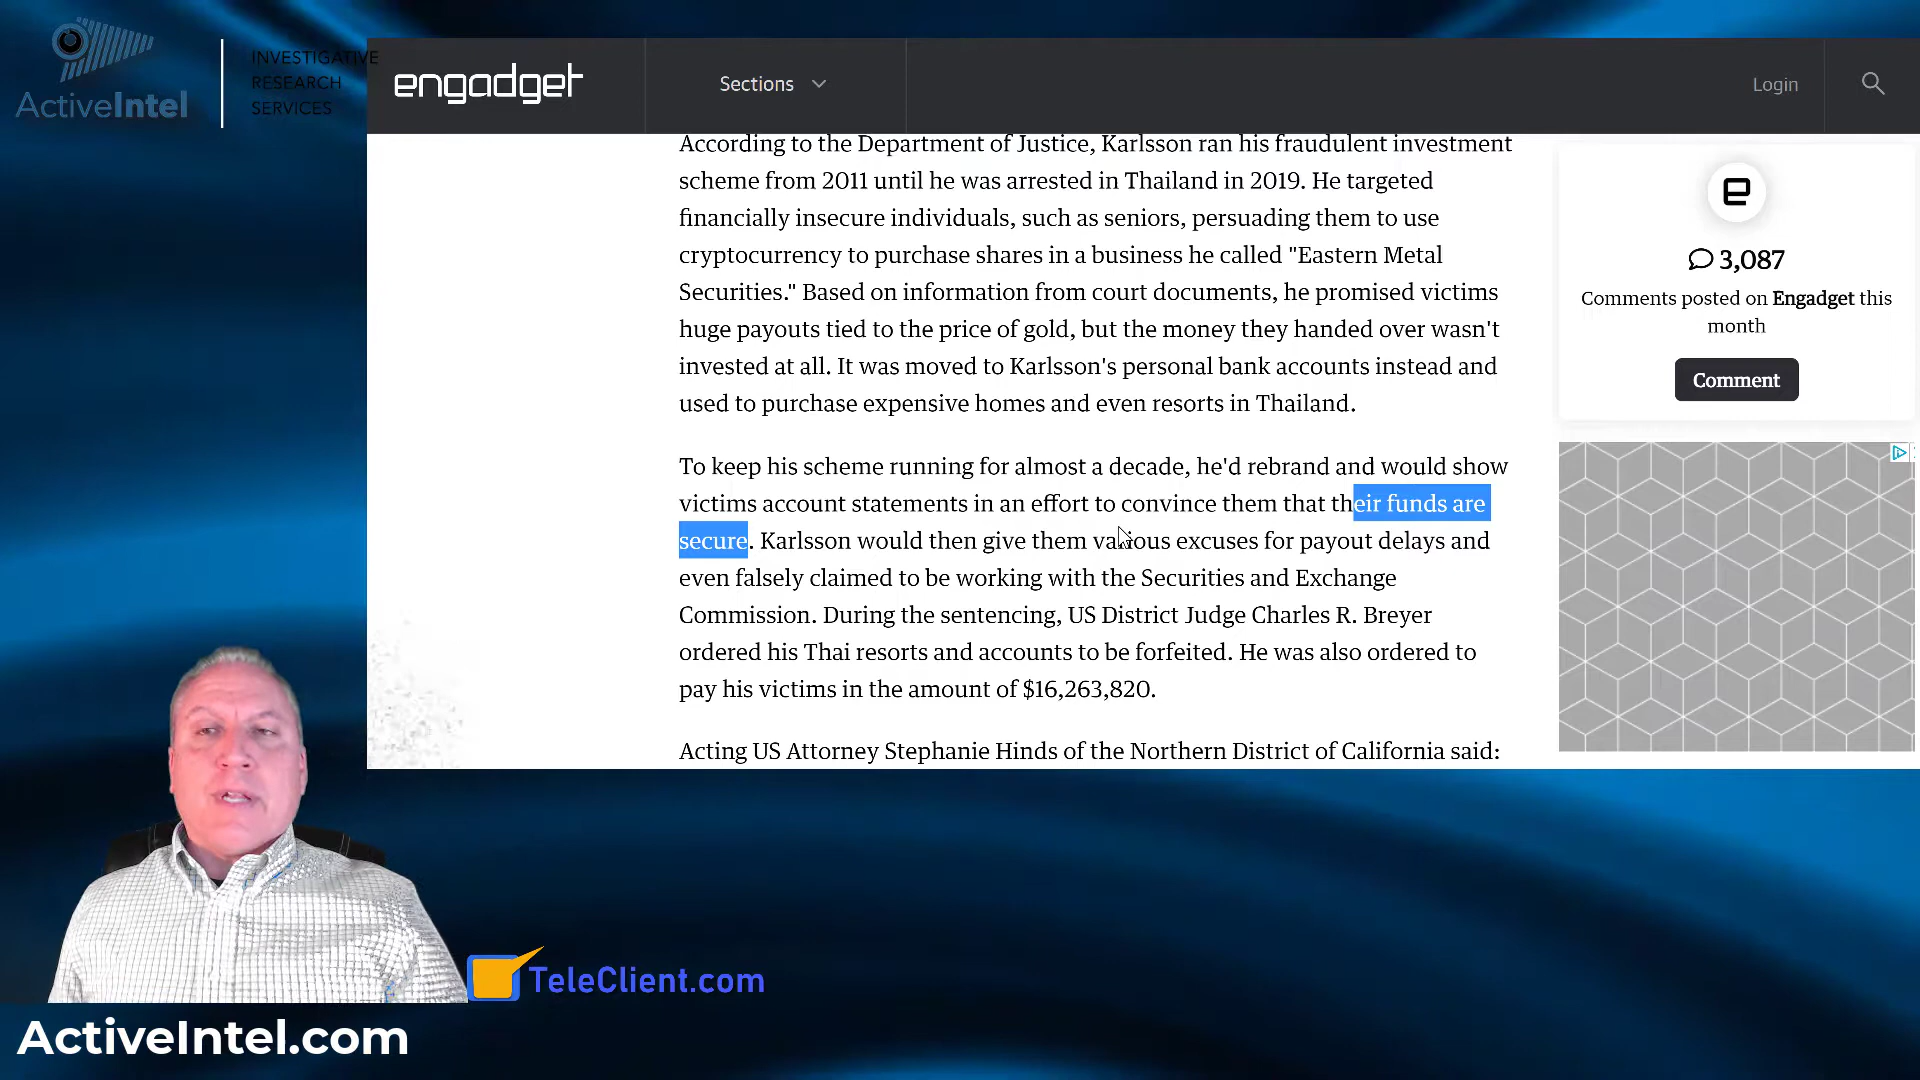 ActiveIntel
INVESTIGATIVE
RESEARCH
SERVICES
engadget
Sections
Login
According to the Department of Justice, Karlsson ran his fraudulent investment
scheme from 2011 until he was arrested in Thailand in 2019. He targeted
financially insecure individuals, such as seniors, persuading them to use
cryptocurrency to purchase shares in a business he called "Eastern Metal
Securities." Based on information from court documents, he promised victims
huge payouts tied to the price of gold, but the money they handed over wasn't
invested at all. It was moved to Karlsson's personal bank accounts instead and
used to purchase expensive homes and even resorts in Thailand.
To keep his scheme running for almost a decade, he'd rebrand and would show
victims account statements in an effort to convince them that their funds are
secure. Karlsson would then give them various excuses for payout delays and
even falsely claimed to be working with the Securities and Exchange
Commission. During the sentencing, US District Judge Charles R. Breyer
ordered his Thai resorts and accounts to be forfeited. He was also ordered to
pay his victims in the amount of $16,263,820.
Acting US Attorney Stephanie Hinds of the Northern District of California said:
e
3,087
Comments posted on Engadget this
month
Comment
TeleClient.com
ActiveIntel.com